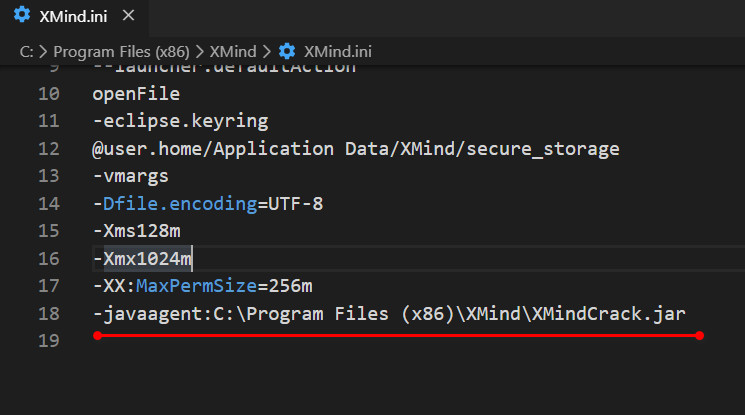 XMind.ini
C: > Program Files (x86) > XMind > XMind.ini
9 --launcher.defaultAction
10 openFile
11 -eclipse.keyring
12 @user.home/Application Data/XMind/secure_storage
13 -vmargs
14 -Dfile.encoding=UTF-8
15 -Xms128m
16 -Xmx1024m
17 -XX:MaxPermSize=256m
18 -javaagent:C:\Program Files (x86)\XMind\XMindCrack.jar
19